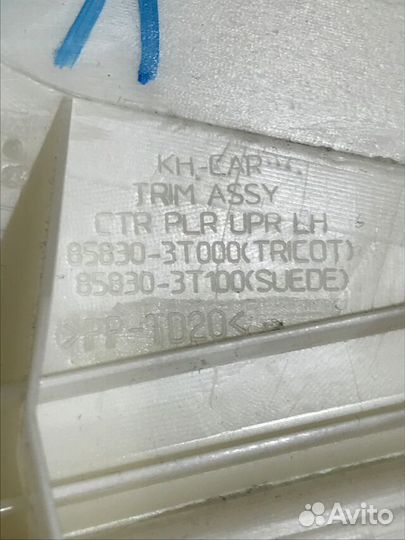 KH-CAR
TRIM ASSY
CTR PLR UPR LH
85830-3T000(TRICOT)
85830-3T100(SUEDE)
>PP-TD20<
Avito